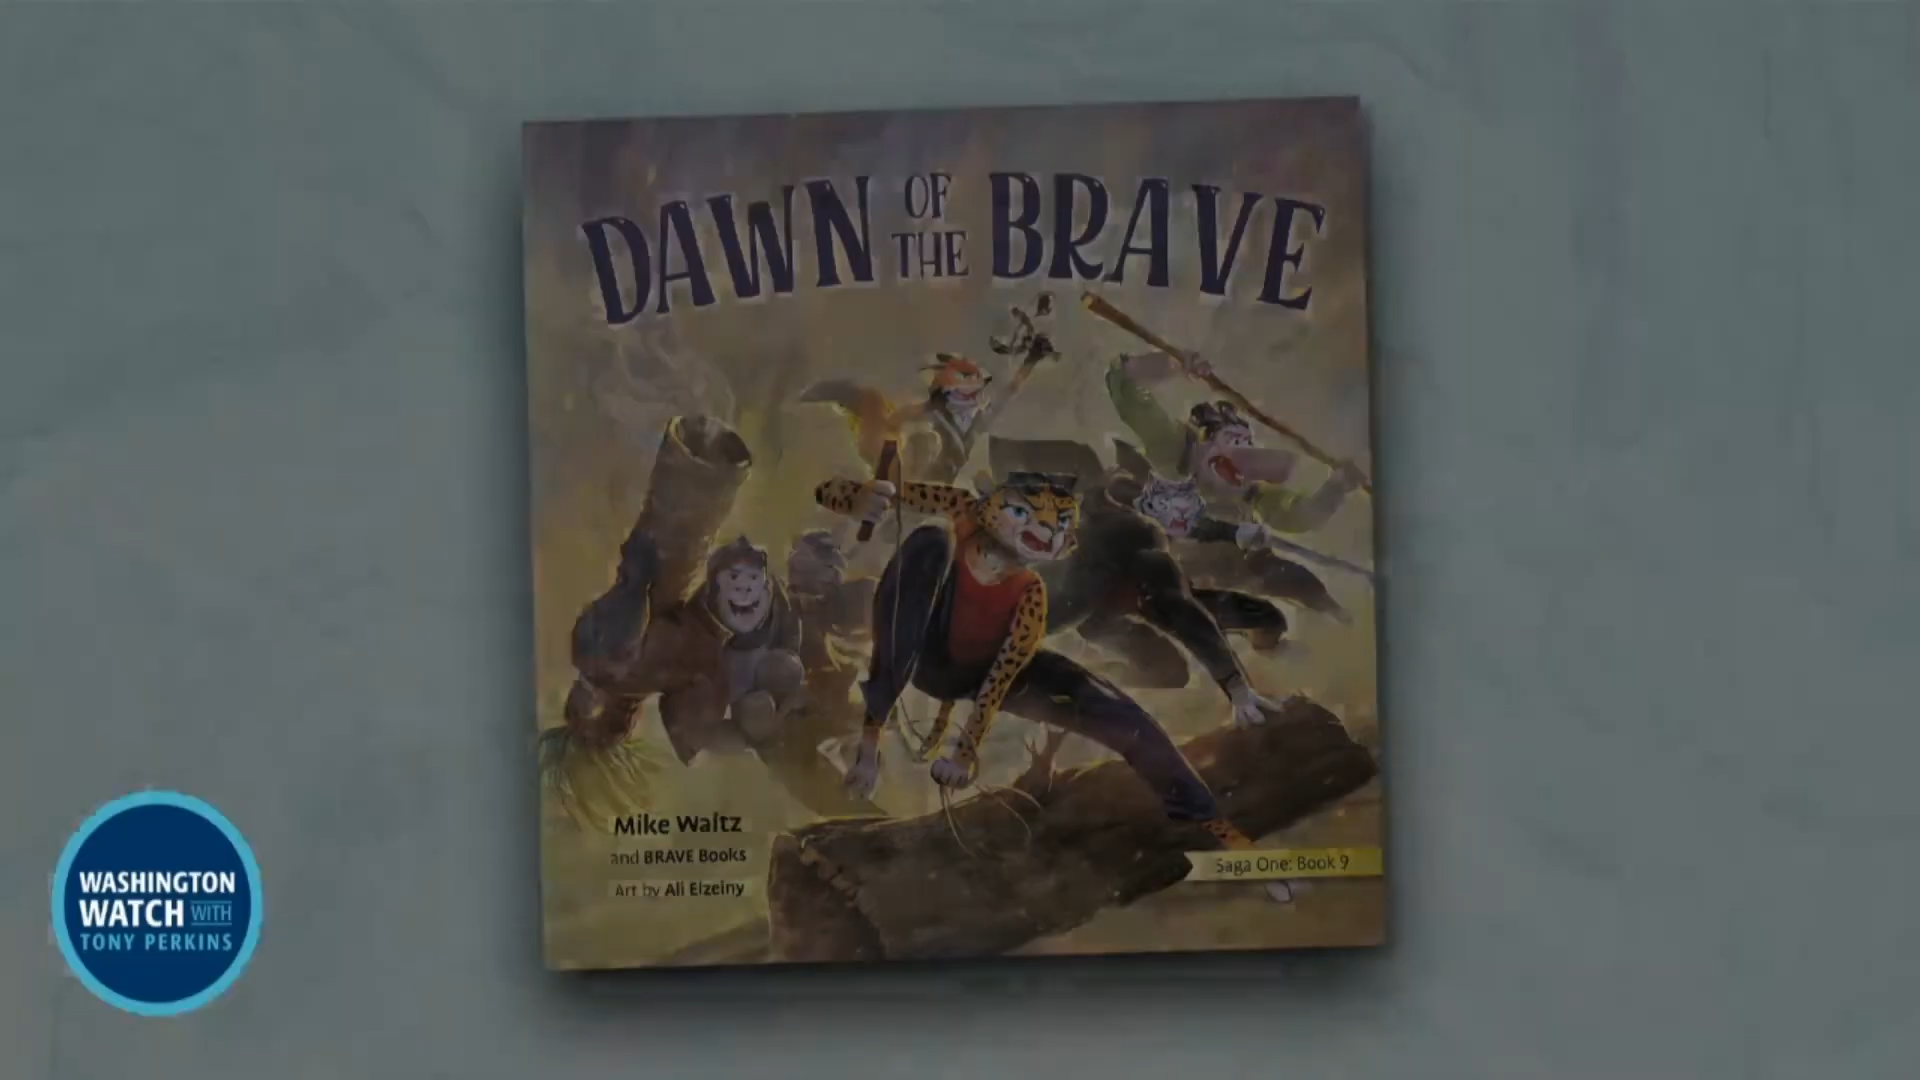 DAWN OF THE BRAVE
Mike Waltz
and BRAVE Books
Art by Ali Elzeiny
Saga One: Book 9
WASHINGTON
WATCH WITH
TONY PERKINS